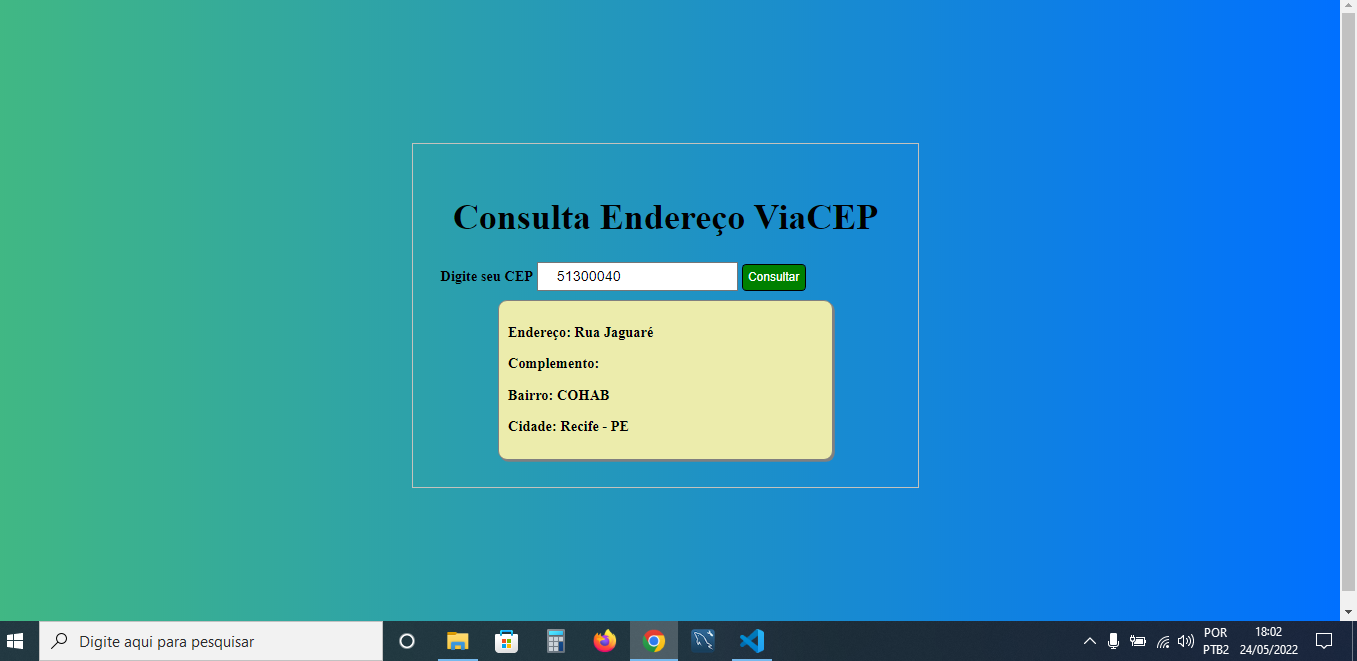 Consulta Endereço ViaCEP
Digite seu CEP 51300040 Consultar
Endereço: Rua Jaguaré
Complemento:
Bairro: COHAB
Cidade: Recife - PE
Digite aqui para pesquisar
POR
PTB2
18:02
24/05/2022